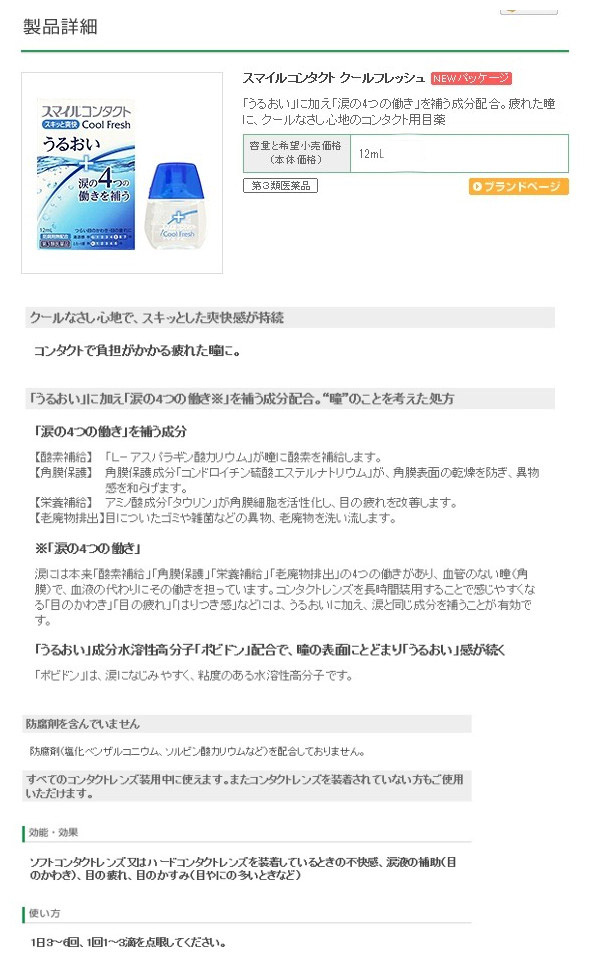 製品詳細
スマイルコンタクト クールフレッシュ NEWパッケージ
「うるおい」に加え「涙の4つの働き」を補う成分配合。疲れた瞳
に、クールなさし心地のコンタクト用目薬
容量と希望小売価格
(本体価格)
12mL
第3類医薬品
ブランドページ
スマイルコンタクト
スキッと爽快 Cool Fresh
うるおい
+
涙の4つの
働きを補う
12mL
第3類医薬品
つらい目のかわき・目の疲れに
Cool Fresh
クールなさし心地で、スキッとした爽快感が持続
コンタクトで負担がかかる疲れた瞳に。
「うるおい」に加え「涙の4つの働き※」を補う成分配合。“瞳”のことを考えた処方
「涙の4つの働き」を補う成分
【酸素補給】 「L-アスパラギン酸カリウム」が瞳に酸素を補給します。
【角膜保護】 角膜保護成分「コンドロイチン硫酸エステルナトリウム」が、角膜表面の乾燥を防ぎ、異物
感を和らげます。
【栄養補給】 アミノ酸成分「タウリン」が角膜細胞を活性化し、目の疲れを改善します。
【老廃物排出】目についたゴミや雑菌などの異物、老廃物を洗い流します。
※「涙の4つの働き」
涙には本来「酸素補給」「角膜保護」「栄養補給」「老廃物排出」の4つの働きがあり、血管のない瞳(角
膜)で、血液の代わりにその働きを担っています。コンタクトレンズを長時間装用することで感じやすくな
る「目のかわき」「目の疲れ」「はりつき感」などには、うるおいに加え、涙と同じ成分を補うことが有効で
す。
「うるおい」成分水溶性高分子「ポビドン」配合で、瞳の表面にとどまり「うるおい」感が続く
「ポビドン」は、涙になじみやすく、粘度のある水溶性高分子です。
防腐剤を含んでいません
防腐剤(塩化ベンザルコニウム、ソルビン酸カリウムなど)を配合しておりません。
すべてのコンタクトレンズ装用中に使えます。またコンタクトレンズを装着されていない方もご使用
いただけます。
効能・効果
ソフトコンタクトレンズ又はハードコンタクトレンズを装着しているときの不快感、涙液の補助(目
のかわき)、目の疲れ、目のかすみ(目やにの多いときなど)
使い方
1日3~6回、1回1~3滴を点眼してください。